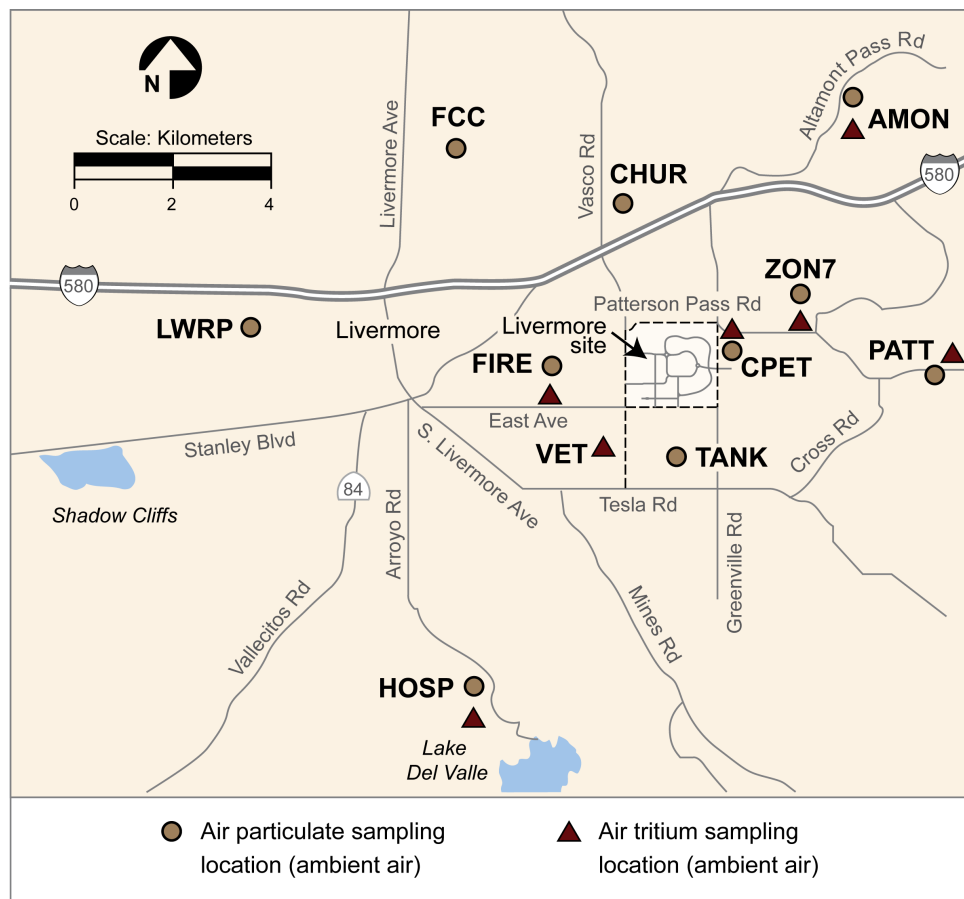 N
Scale: Kilometers
0 2 4
Livermore Ave
FCC
Vasco Rd
CHUR
Altamont Pass Rd
AMON
580
580
ZON7
Patterson Pass Rd
LWRP
Livermore
Livermore
site
FIRE
CPET
PATT
East Ave
Stanley Blvd
S. Livermore Ave
VET
TANK
Cross Rd
84
Shadow Cliffs
Tesla Rd
Arroyo Rd
Greenville Rd
Vallecitos Rd
Mines Rd
HOSP
Lake
Del Valle
Air particulate sampling
location (ambient air)
Air tritium sampling
location (ambient air)